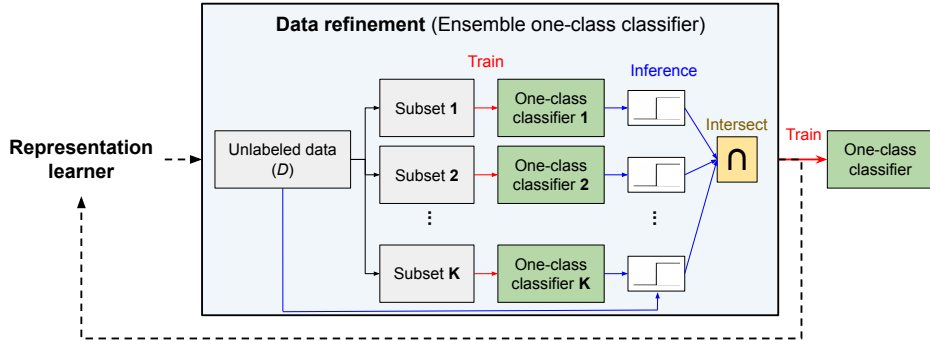 Data refinement (Ensemble one-class classifier)
Train
Inference
Subset 1
One-class
classifier 1
Intersect
Train
Representation
learner
Unlabeled data
(D)
Subset 2
One-class
classifier 2
∩
One-class
classifier
⋮
⋮
Subset K
One-class
classifier K